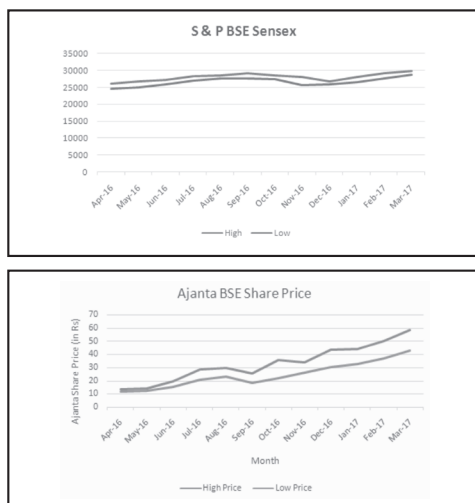 S & P BSE Sensex
35000
30000
25000
20000
15000
10000
5000
0
Apr-16 May-16 Jun-16 Jul-16 Aug-16 Sep-16 Oct-16 Nov-16 Dec-16 Jan-17 Feb-17 Mar-17
High Low
Ajanta BSE Share Price
Ajanta Share Price (in Rs)
70
60
50
40
30
20
10
0
Apr-16 May-16 Jun-16 Jul-16 Aug-16 Sep-16 Oct-16 Nov-16 Dec-16 Jan-17 Feb-17 Mar-17
Month
High Price Low Price